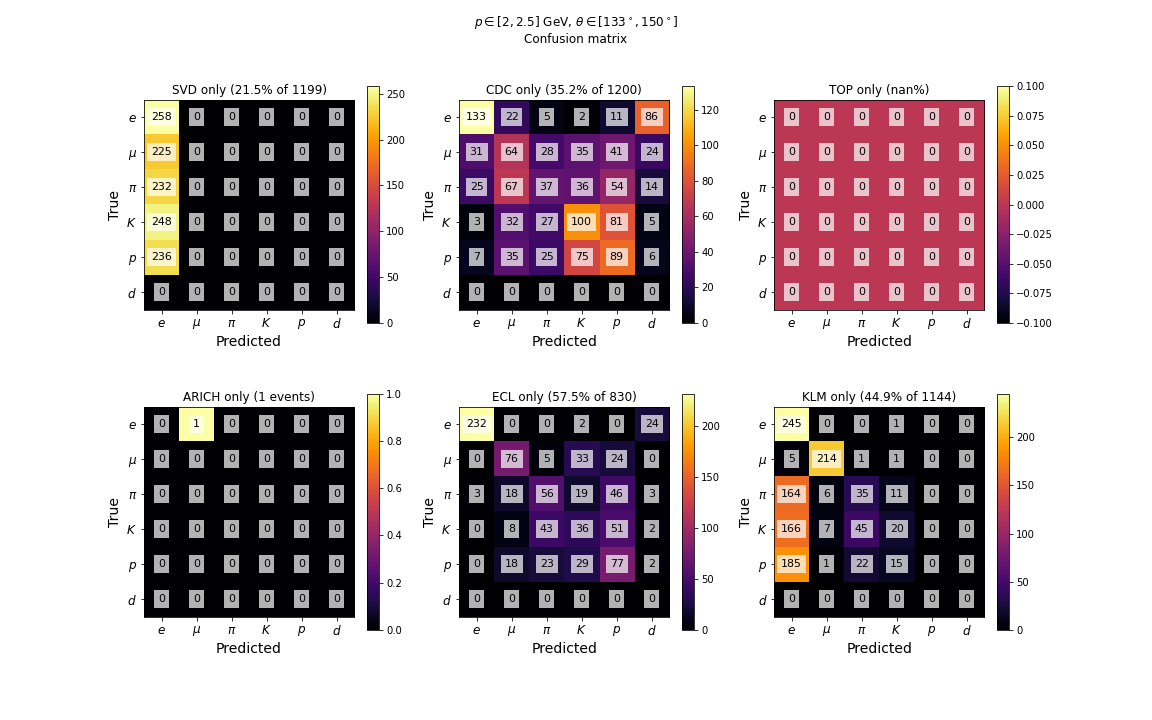 p ∈ [2, 2.5] GeV, θ ∈ [133°, 150°]
Confusion matrix
SVD only (21.5% of 1199)
True
e 258 0 0 0 0 0
μ 225 0 0 0 0 0
π 232 0 0 0 0 0
K 248 0 0 0 0 0
p 236 0 0 0 0 0
d 0 0 0 0 0 0
e μ π K p d
Predicted
250
200
150
100
50
0
CDC only (35.2% of 1200)
True
e 133 22 5 2 11 86
μ 31 64 28 35 41 24
π 25 67 37 36 54 14
K 3 32 27 100 81 5
p 7 35 25 75 89 6
d 0 0 0 0 0 0
e μ π K p d
Predicted
120
100
80
60
40
20
0
TOP only (nan%)
True
e 0 0 0 0 0 0
μ 0 0 0 0 0 0
π 0 0 0 0 0 0
K 0 0 0 0 0 0
p 0 0 0 0 0 0
d 0 0 0 0 0 0
e μ π K p d
Predicted
0.100
0.075
0.050
0.025
0.000
−0.025
−0.050
−0.075
−0.100
ARICH only (1 events)
True
e 0 1 0 0 0 0
μ 0 0 0 0 0 0
π 0 0 0 0 0 0
K 0 0 0 0 0 0
p 0 0 0 0 0 0
d 0 0 0 0 0 0
e μ π K p d
Predicted
1.0
0.8
0.6
0.4
0.2
0.0
ECL only (57.5% of 830)
True
e 232 0 0 2 0 24
μ 0 76 5 33 24 0
π 3 18 56 19 46 3
K 0 8 43 36 51 2
p 0 18 23 29 77 2
d 0 0 0 0 0 0
e μ π K p d
Predicted
200
150
100
50
0
KLM only (44.9% of 1144)
True
e 245 0 0 1 0 0
μ 5 214 1 1 0 0
π 164 6 35 11 0 0
K 166 7 45 20 0 0
p 185 1 22 15 0 0
d 0 0 0 0 0 0
e μ π K p d
Predicted
200
150
100
50
0